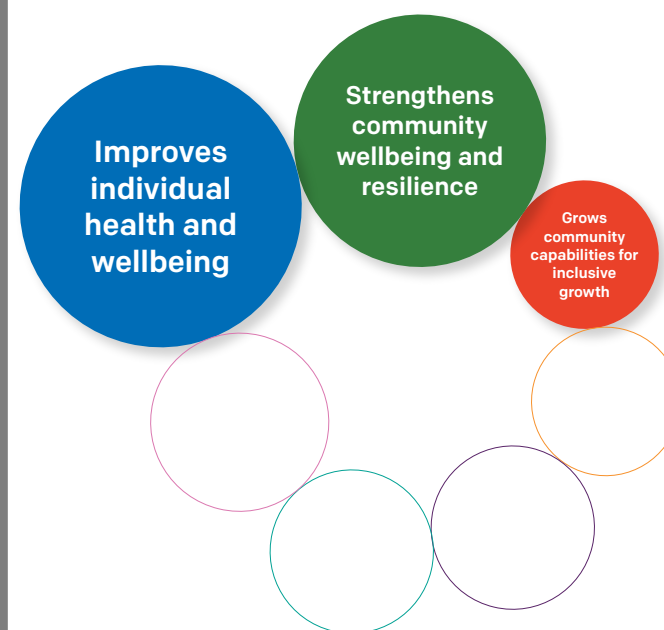 Improves
individual
health and
wellbeing
Strengthens
community
wellbeing and
resilience
Grows
community
capabilities for
inclusive
growth